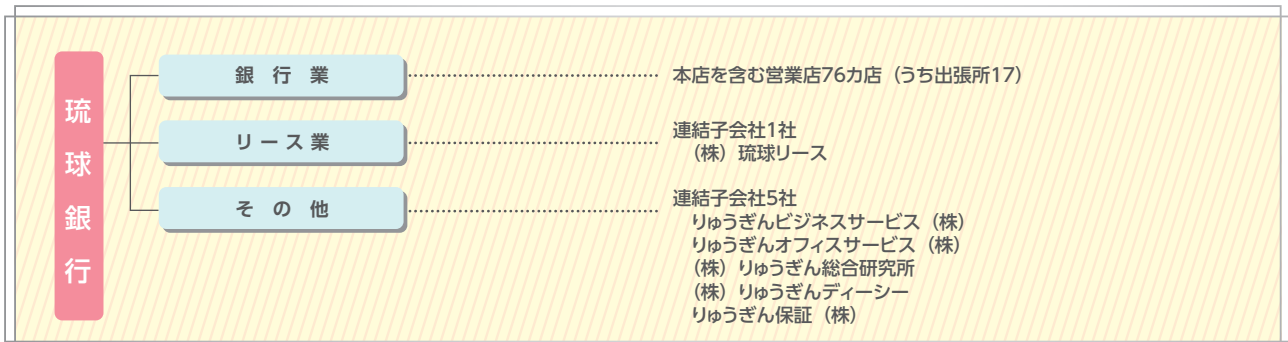 琉球銀行
銀行業
本店を含む営業店76カ店（うち出張所17）
リース業
連結子会社1社
（株）琉球リース
その他
連結子会社5社
りゅうぎんビジネスサービス（株）
りゅうぎんオフィスサービス（株）
（株）りゅうぎん総合研究所
（株）りゅうぎんディーシー
りゅうぎん保証（株）